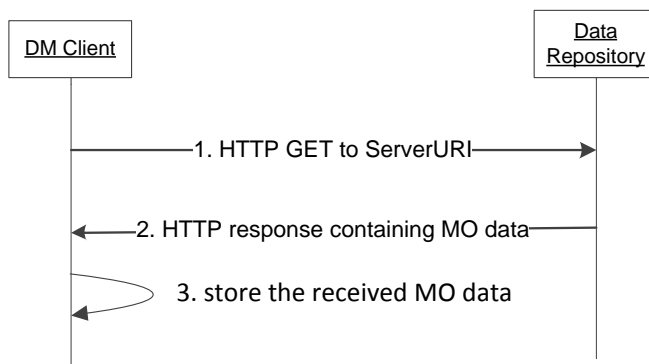 DM Client
Data
Repository
1. HTTP GET to ServerURI
2. HTTP response containing MO data
3. store the received MO data